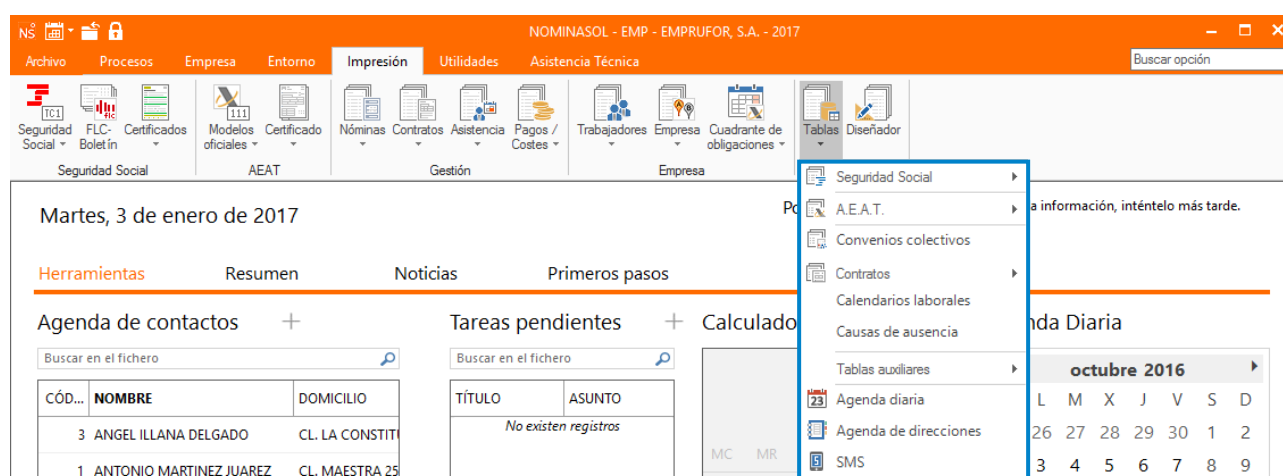 NOMINASOL - EMP - EMPRUFOR, S.A. - 2017
Archivo Procesos Empresa Entorno Impresión Utilidades Asistencia Técnica Buscar opción
TC1 fic 111
Seguridad Social FLC-Boletín Certificados Modelos oficiales Certificado Nóminas Contratos Asistencia Pagos / Costes Trabajadores Empresa Cuadrante de obligaciones Tablas Diseñador
Seguridad Social AEAT Gestión Empresa
Seguridad Social
A.E.A.T.
Convenios colectivos
Contratos
Calendarios laborales
Causas de ausencia
Tablas auxiliares
23 Agenda diaria
Agenda de direcciones
SMS
Martes, 3 de enero de 2017
a información, inténtelo más tarde.
Herramientas Resumen Noticias Primeros pasos
Agenda de contactos +
Buscar en el fichero
CÓD... NOMBRE DOMICILIO
3 ANGEL ILLANA DELGADO CL. LA CONSTIT
1 ANTONIO MARTINEZ JUAREZ CL. MAESTRA 25
Tareas pendientes +
Buscar en el fichero
TÍTULO ASUNTO
No existen registros
Calculado
MC MR
nda Diaria
octubre 2016
L M X J V S D
26 27 28 29 30 1 2
3 4 5 6 7 8 9